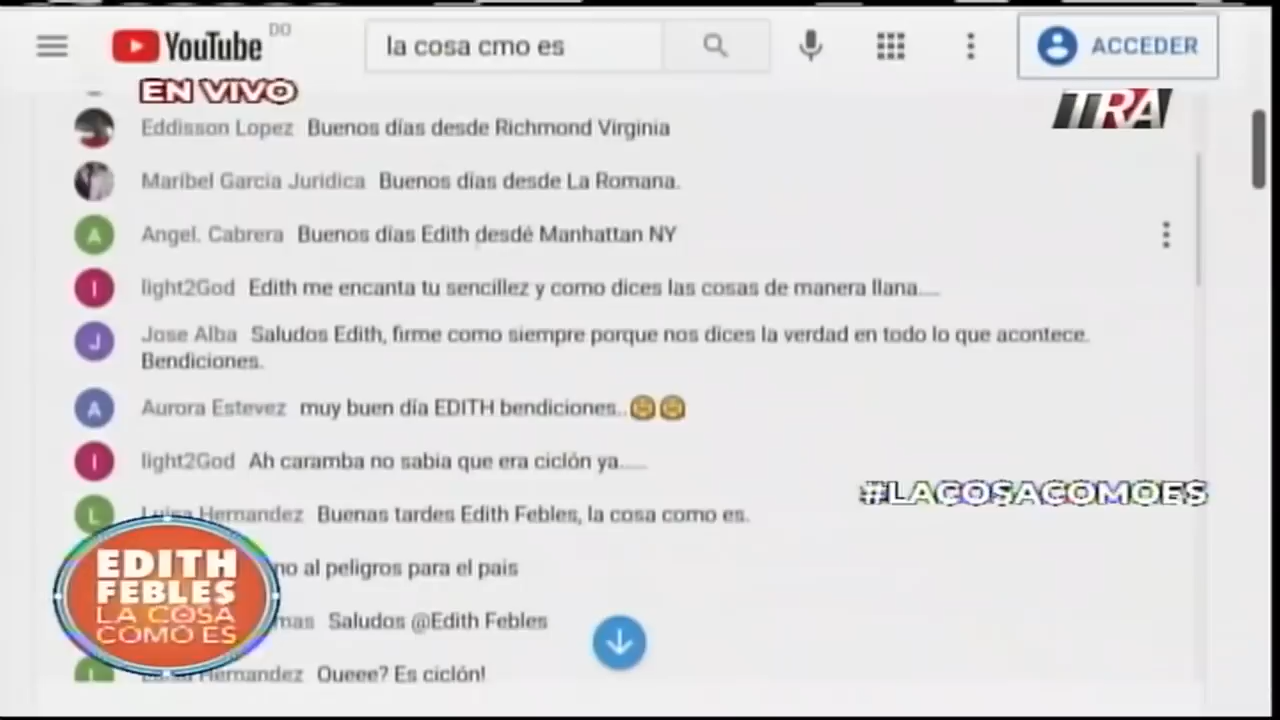 YouTube DO
la cosa cmo es
ACCEDER
EN VIVO
TRA
Eddisson Lopez Buenos días desde Richmond Virginia
Maribel Garcia Juridica Buenos dias desde La Romana.
Angel. Cabrera Buenos días Edith desdé Manhattan NY
A
light2God Edith me encanta tu sencillez y como dices las cosas de manera llana....
I
Jose Alba Saludos Edith, firme como siempre porque nos dices la verdad en todo lo que acontece.
J
Bendiciones.
Aurora Estevez muy buen día EDITH bendiciones..
A
light2God Ah caramba no sabia que era ciclón ya.....
I
#LACOSACOMOES
Luisa Hernandez Buenas tardes Edith Febles, la cosa como es.
L
no al peligros para el pais
mas Saludos @Edith Febles
Hernandez Queee? Es ciclón!
EDITH
FEBLES
LA COSA
COMO ES